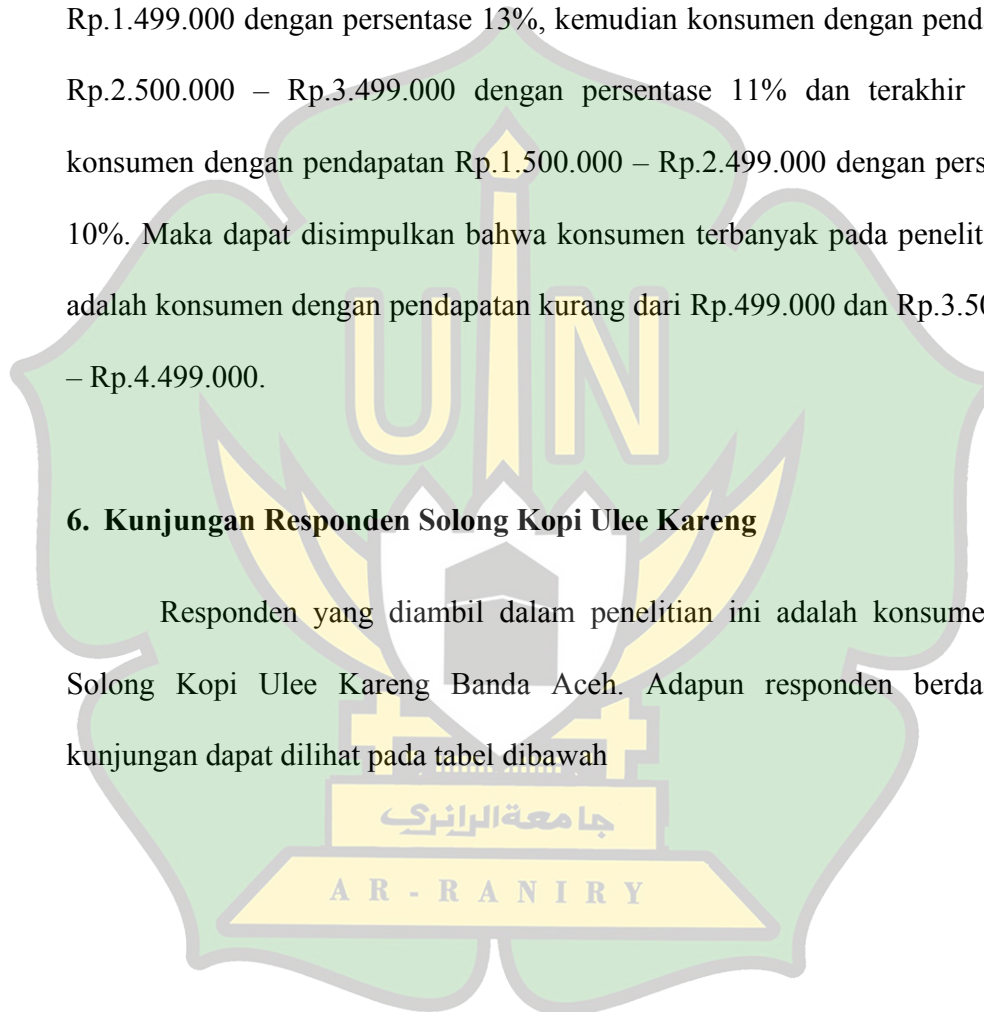 Rp.1.499.000 dengan persentase 13%, kemudian konsumen dengan pend
Rp.2.500.000 – Rp.3.499.000 dengan persentase 11% dan terakhir
konsumen dengan pendapatan Rp.1.500.000 – Rp.2.499.000 dengan pers
10%. Maka dapat disimpulkan bahwa konsumen terbanyak pada penelit
adalah konsumen dengan pendapatan kurang dari Rp.499.000 dan Rp.3.50
– Rp.4.499.000.
UIN
6. Kunjungan Responden Solong Kopi Ulee Kareng
Responden yang diambil dalam penelitian ini adalah konsume
Solong Kopi Ulee Kareng Banda Aceh. Adapun responden berda
kunjungan dapat dilihat pada tabel dibawah
جامعة الرانري
AR-RANIRY